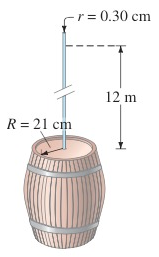 r = 0.30 cm
12 m
R = 21 cm